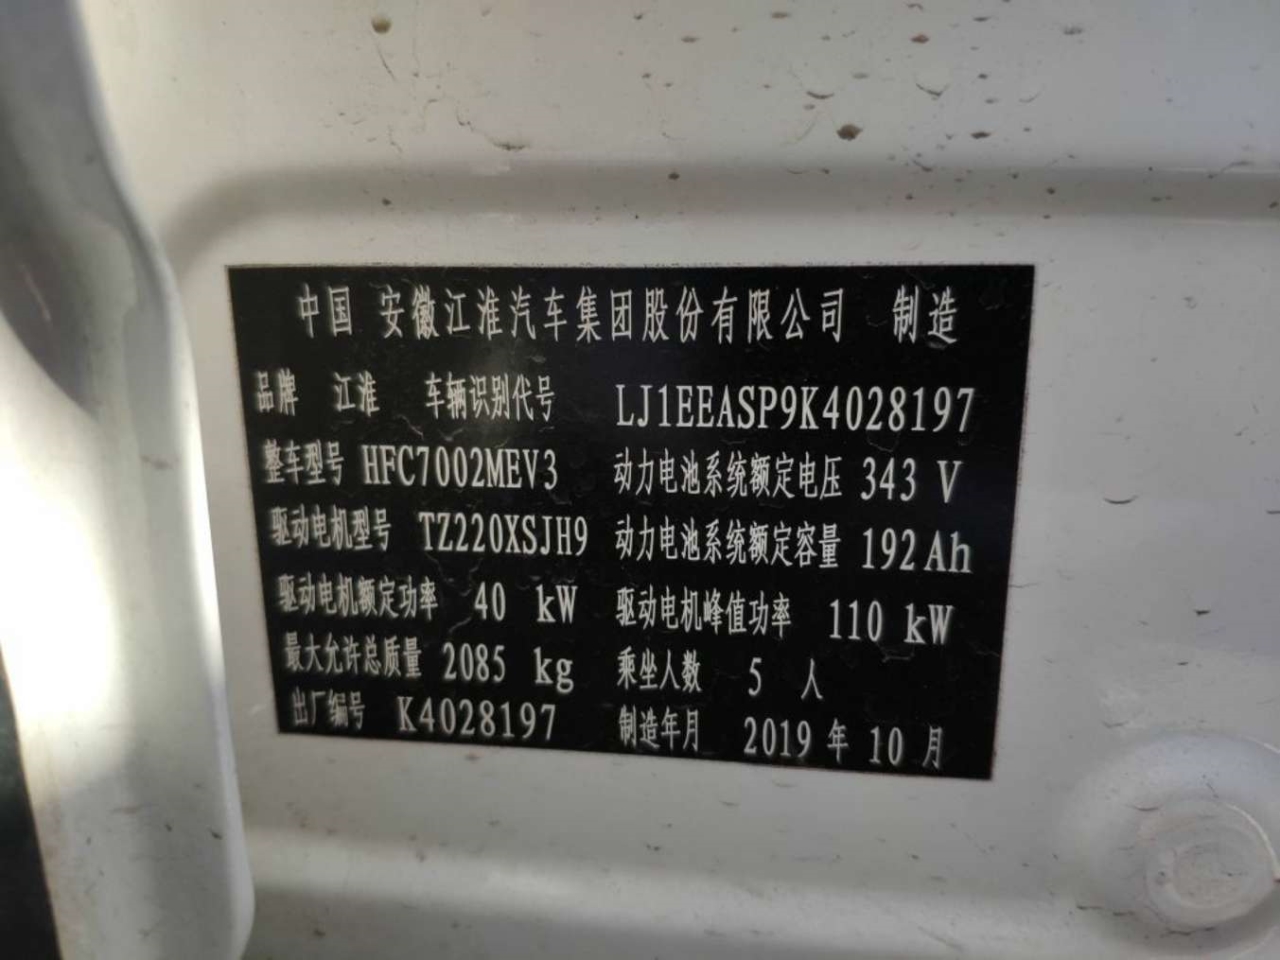 中国 安徽江淮汽车集团股份有限公司 制造
品牌 江淮 车辆识别代号 LJ1EEASP9K4028197
整车型号 HFC7002MEV3 动力电池系统额定电压 343 V
驱动电机型号 TZ220XSJH9 动力电池系统额定容量 192Ah
驱动电机额定功率 40 kW 驱动电机峰值功率 110 kW
最大允许总质量 2085 kg 乘坐人数 5 人
出厂编号 K4028197 制造年月 2019 年 10 月